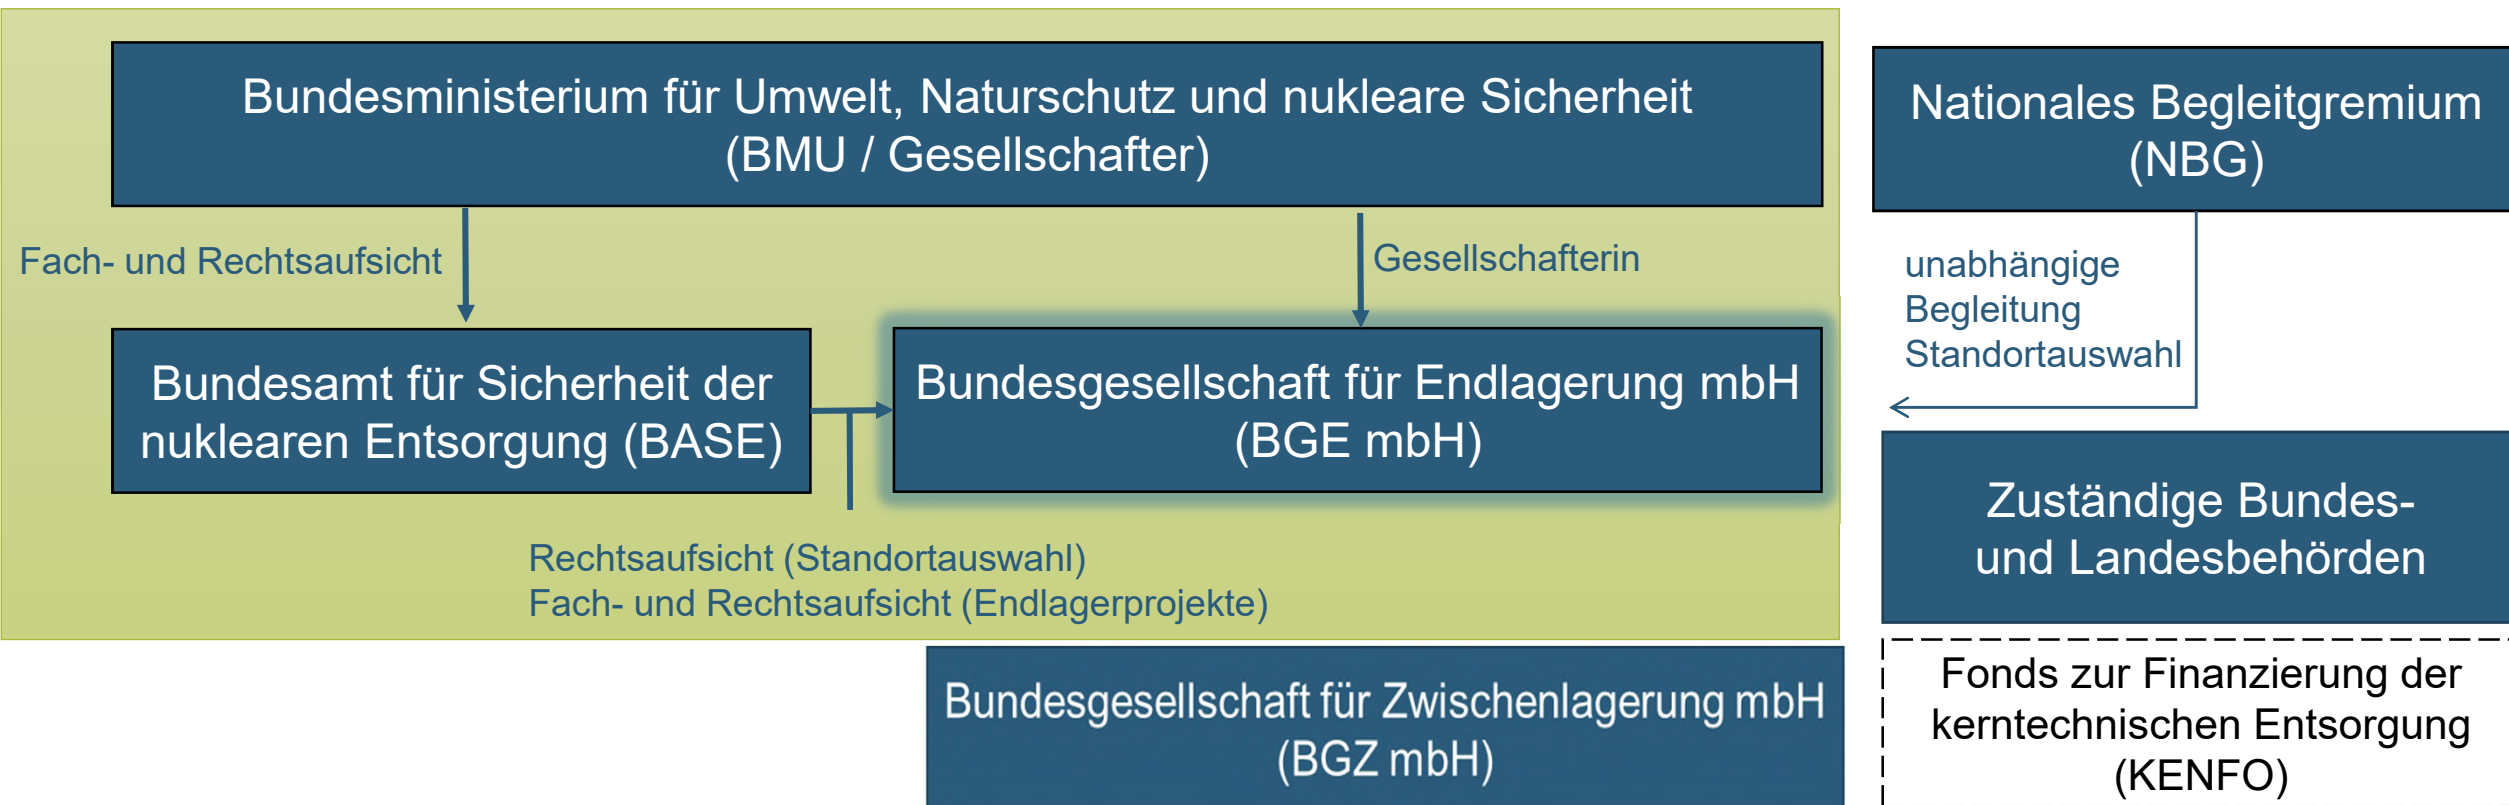 Bundesministerium für Umwelt, Naturschutz und nukleare Sicherheit
(BMU / Gesellschafter)
Nationales Begleitgremium
(NBG)
Fach- und Rechtsaufsicht
Gesellschafterin
unabhängige
Begleitung
Standortauswahl
Bundesamt für Sicherheit der
nuklearen Entsorgung (BASE)
Bundesgesellschaft für Endlagerung mbH
(BGE mbH)
Zuständige Bundes-
und Landesbehörden
Rechtsaufsicht (Standortauswahl)
Fach- und Rechtsaufsicht (Endlagerprojekte)
Bundesgesellschaft für Zwischenlagerung mbH
(BGZ mbH)
Fonds zur Finanzierung der
kerntechnischen Entsorgung
(KENFO)